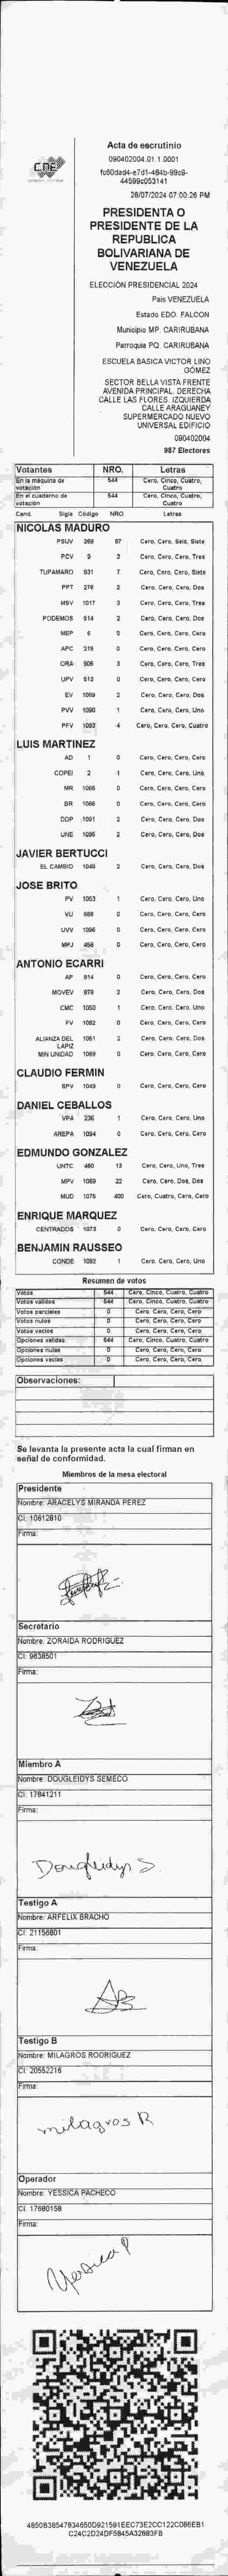 CNE
Acta de escrutinio
090402004.01.1.0001
fc60dad4-e7d1-484b-99c9-
44599c053141
28/07/2024 07:00:26 PM
PRESIDENTA O
PRESIDENTE DE LA
REPUBLICA
BOLIVARIANA DE
VENEZUELA
ELECCIÓN PRESIDENCIAL 2024
Pais VENEZUELA
Estado EDO. FALCON
Municipio MP. CARIRUBANA
Parroquia PQ. CARIRUBANA
ESCUELA BASICA VICTOR LINO
GÓMEZ
SECTOR BELLA VISTA FRENTE
AVENIDA PRINCIPAL. DERECHA
CALLE LAS FLORES. IZQUIERDA
CALLE ARAGUANEY
SUPERMERCADO NUEVO
UNIVERSAL EDIFICIO
090402004
987 Electores
Votantes NRO. Letras
En la máquina de votación 544 Cero, Cinco, Cuatro, Cuatro
En el cuaderno de votación 544 Cero, Cinco, Cuatro, Cuatro
Cand. Sigla Código NRO. Letras
NICOLAS MADURO
PSUV 269 67 Cero, Cero, Seis, Siete
PCV 9 3 Cero, Cero, Cero, Tres
TUPAMARO 931 7 Cero, Cero, Cero, Siete
PPT 276 2 Cero, Cero, Cero, Dos
MSV 1017 3 Cero, Cero, Cero, Tres
PODEMOS 514 2 Cero, Cero, Cero, Dos
MEP 6 0 Cero, Cero, Cero, Cero
APC 219 0 Cero, Cero, Cero, Cero
ORA 906 3 Cero, Cero, Cero, Tres
UPV 513 0 Cero, Cero, Cero, Cero
EV 1089 2 Cero, Cero, Cero, Dos
PVV 1090 1 Cero, Cero, Cero, Uno
PFV 1093 4 Cero, Cero, Cero, Cuatro
LUIS MARTINEZ
AD 1 0 Cero, Cero, Cero, Cero
COPEI 2 1 Cero, Cero, Cero, Uno
MR 1065 0 Cero, Cero, Cero, Cero
BR 1066 0 Cero, Cero, Cero, Cero
DDP 1091 2 Cero, Cero, Cero, Dos
UNE 1095 2 Cero, Cero, Cero, Dos
JAVIER BERTUCCI
EL CAMBIO 1048 2 Cero, Cero, Cero, Dos
JOSE BRITO
PV 1053 1 Cero, Cero, Cero, Uno
VU 888 0 Cero, Cero, Cero, Cero
UVV 1096 0 Cero, Cero, Cero, Cero
MPJ 458 0 Cero, Cero, Cero, Cero
ANTONIO ECARRI
AP 814 0 Cero, Cero, Cero, Cero
MOVEV 979 2 Cero, Cero, Cero, Dos
CMC 1050 1 Cero, Cero, Cero, Uno
FV 1062 0 Cero, Cero, Cero, Cero
ALIANZA DEL LAPIZ 1051 2 Cero, Cero, Cero, Dos
MIN UNIDAD 1068 0 Cero, Cero, Cero, Cero
CLAUDIO FERMIN
SPV 1049 0 Cero, Cero, Cero, Cero
DANIEL CEBALLOS
VPA 236 1 Cero, Cero, Cero, Uno
AREPA 1094 0 Cero, Cero, Cero, Cero
EDMUNDO GONZALEZ
UNTC 460 13 Cero, Cero, Uno, Tres
MPV 1069 22 Cero, Cero, Dos, Dos
MUD 1076 400 Cero, Cuatro, Cero, Cero
ENRIQUE MARQUEZ
CENTRADOS 1073 0 Cero, Cero, Cero, Cero
BENJAMIN RAUSSEO
CONDE 1092 1 Cero, Cero, Cero, Uno
Resumen de votos
Votos 544 Cero, Cinco, Cuatro, Cuatro
Votos validos 544 Cero, Cinco, Cuatro, Cuatro
Votos parciales 0 Cero, Cero, Cero, Cero
Votos nulos 0 Cero, Cero, Cero, Cero
Votos vacios 0 Cero, Cero, Cero, Cero
Opciones validas 544 Cero, Cinco, Cuatro, Cuatro
Opciones nulas 0 Cero, Cero, Cero, Cero
Opciones vacias 0 Cero, Cero, Cero, Cero
Observaciones:
Se levanta la presente acta la cual firman en
señal de conformidad.
Miembros de la mesa electoral
Presidente
Nombre: ARACELYS MIRANDA PEREZ
CI: 10612810
Firma:
Secretario
Nombre: ZORAIDA RODRIGUEZ
CI: 9638501
Firma:
Miembro A
Nombre: DOUGLEIDYS SEMECO
CI: 17841211
Firma:
Dougleidys S.
Testigo A
Nombre: ARFELIX BRACHO
CI: 21156801
Firma:
Testigo B
Nombre: MILAGROS RODRIGUEZ
CI: 20552216
Firma:
milagros R
Operador
Nombre: YESSICA PACHECO
CI: 17680158
Firma:
Yessica P
4850B38547834650D921591EEC73E2CC122C086EB1
C24C2D24DF5845A32883FB